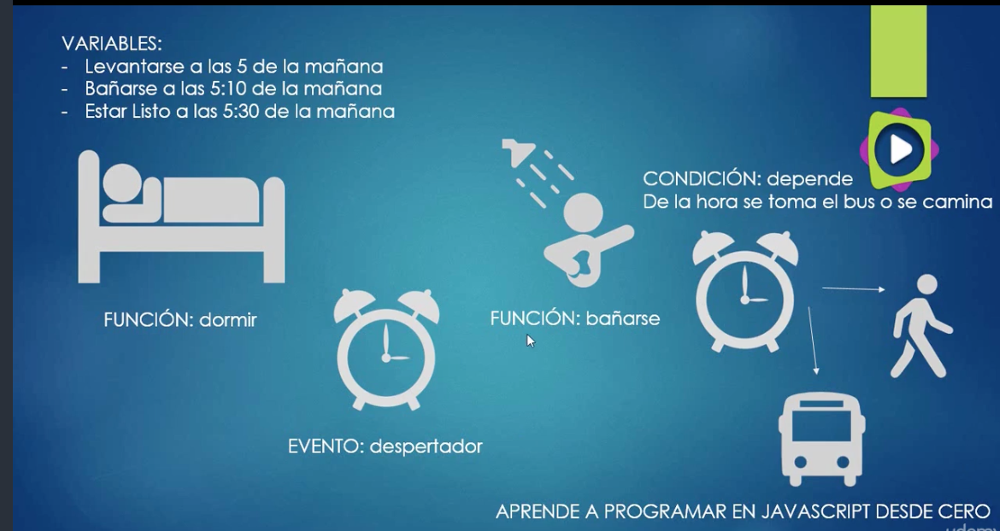 VARIABLES:
- Levantarse a las 5 de la mañana
- Bañarse a las 5:10 de la mañana
- Estar Listo a las 5:30 de la mañana
CONDICIÓN: depende
De la hora se toma el bus o se camina
FUNCIÓN: dormir
FUNCIÓN: bañarse
EVENTO: despertador
APRENDE A PROGRAMAR EN JAVASCRIPT DESDE CERO